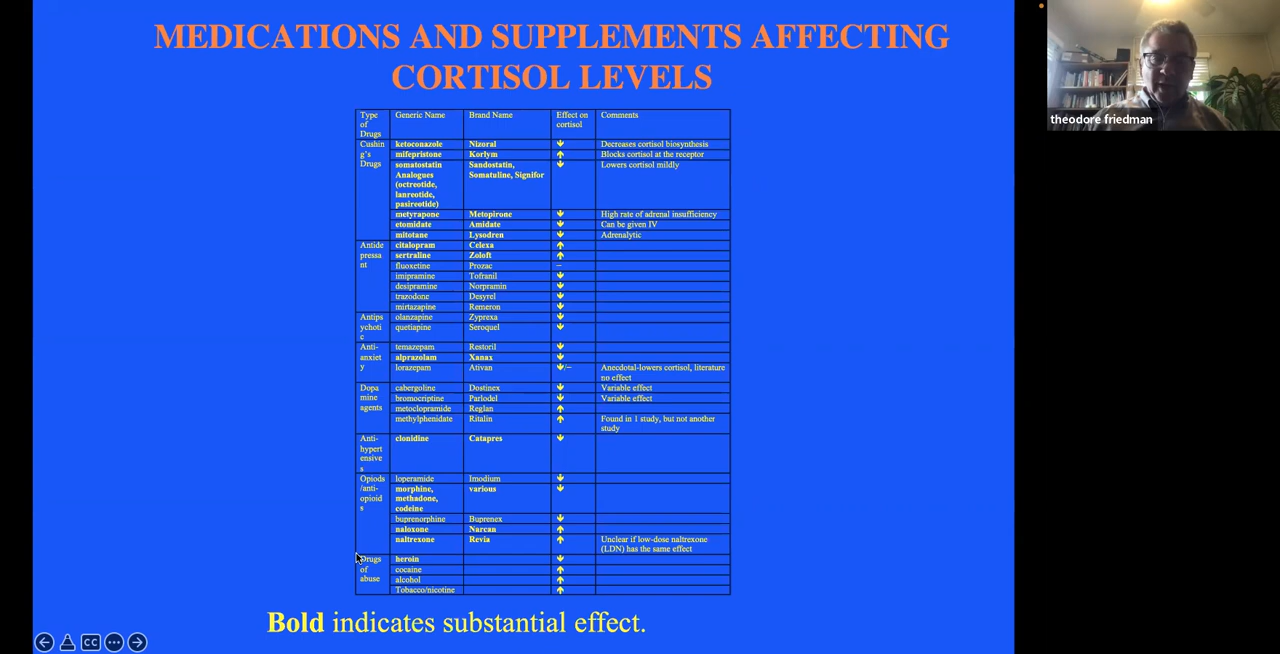 MEDICATIONS AND SUPPLEMENTS AFFECTING
CORTISOL LEVELS
theodore friedman
Type of Drugs Generic Name Brand Name Effect on cortisol Comments
Cushing's Drugs ketoconazole Nizoral ↓ Decreases cortisol biosynthesis
mifepristone Korlym ↑ Blocks cortisol at the receptor
somatostatin Analogues (octreotide, lanreotide, pasireotide) Sandostatin, Somatuline, Signifor ↓ Lowers cortisol mildly
metyrapone Metopirone ↓ High rate of adrenal insufficiency
etomidate Amidate ↓ Can be given IV
mitotane Lysodren ↓ Adrenalytic
Antidepressant citalopram Celexa ↑
sertraline Zoloft ↑
fluoxetine Prozac –
imipramine Tofranil ↓
desipramine Norpramin ↓
trazodone Desyrel ↓
mirtazapine Remeron ↓
Antipsychotic olanzapine Zyprexa ↓
quetiapine Seroquel ↓
Anti-anxiety temazepam Restoril ↓
alprazolam Xanax ↓
lorazepam Ativan ↓/– Anecdotal-lowers cortisol, literature no effect
Dopamine agents cabergoline Dostinex ↓ Variable effect
bromocriptine Parlodel ↓ Variable effect
metoclopramide Reglan ↑
methylphenidate Ritalin ↑ Found in 1 study, but not another study
Anti-hypertensives clonidine Catapres ↓
Opiods/anti-opioids loperamide Imodium ↓
morphine, methadone, codeine various ↓
buprenorphine Buprenex ↓
naloxone Narcan ↑
naltrexone Revia ↑ Unclear if low-dose naltrexone (LDN) has the same effect
Drugs of abuse heroin ↓
cocaine ↑
alcohol ↑
Tobacco/nicotine ↑
Bold indicates substantial effect.
CC